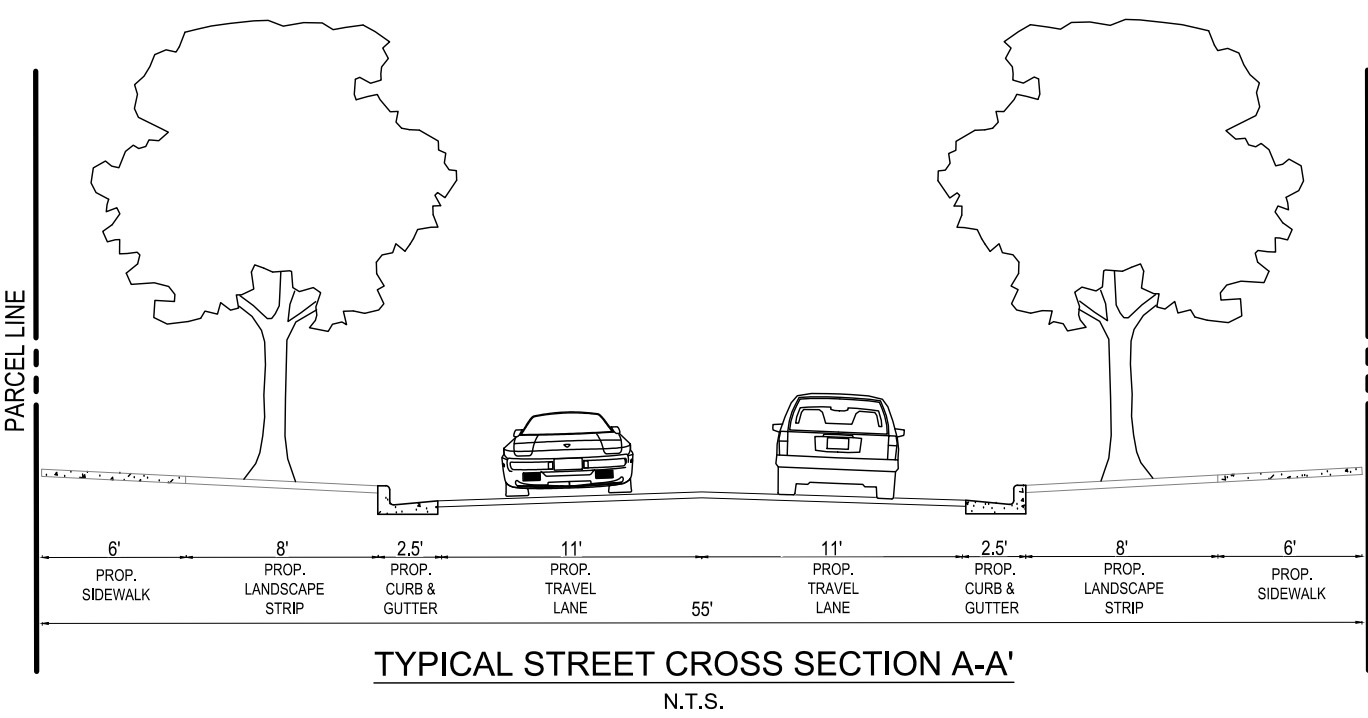 PARCEL LINE
6'
8'
2.5'
11'
11'
2.5'
8'
6'
PROP.
SIDEWALK
PROP.
LANDSCAPE
STRIP
PROP.
CURB &
GUTTER
PROP.
TRAVEL
LANE
PROP.
TRAVEL
LANE
PROP.
CURB &
GUTTER
PROP.
LANDSCAPE
STRIP
PROP.
SIDEWALK
55'
TYPICAL STREET CROSS SECTION A-A'
N.T.S.